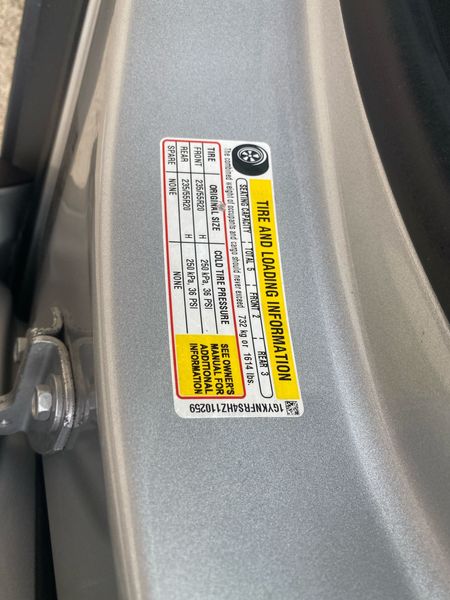 TIRE AND LOADING INFORMATION
SEATING CAPACITY : TOTAL 5 : FRONT 2 : REAR 3
The combined weight of occupants and cargo should never exceed 732 kg or 1614 lbs.
TIRE ORIGINAL SIZE COLD TIRE PRESSURE
FRONT 235/55R20 H 250 kPa, 36 PSI
REAR 235/55R20 H 250 kPa, 36 PSI
SPARE NONE NONE
SEE OWNER'S
MANUAL FOR
ADDITIONAL
INFORMATION
1GYKNFRS4HZ110259